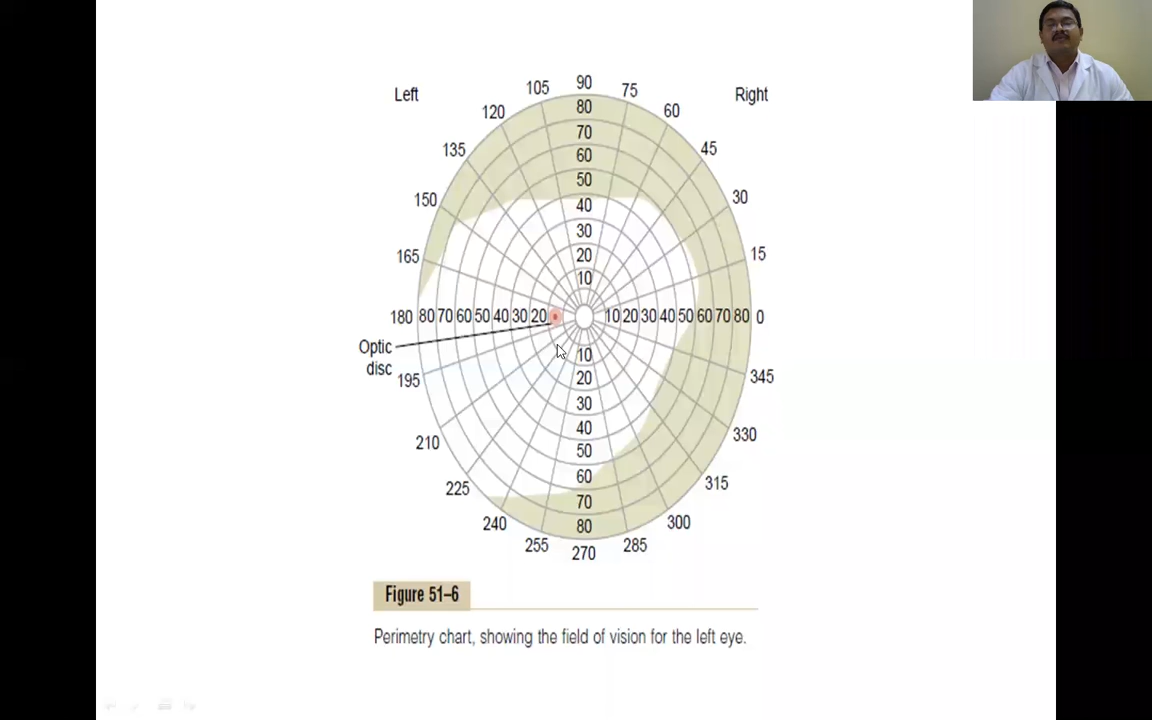 90
105 75
Left 80 Right
120 60
70
135 60 45
50
150 40 30
30
165 20 15
10
180 80 70 60 50 40 30 20 10 20 30 40 50 60 70 80 0
Optic
disc
10
195 20 345
30
210 40 330
50
60
225 315
70
240 80 300
255 285
270
Figure 51–6
Perimetry chart, showing the field of vision for the left eye.